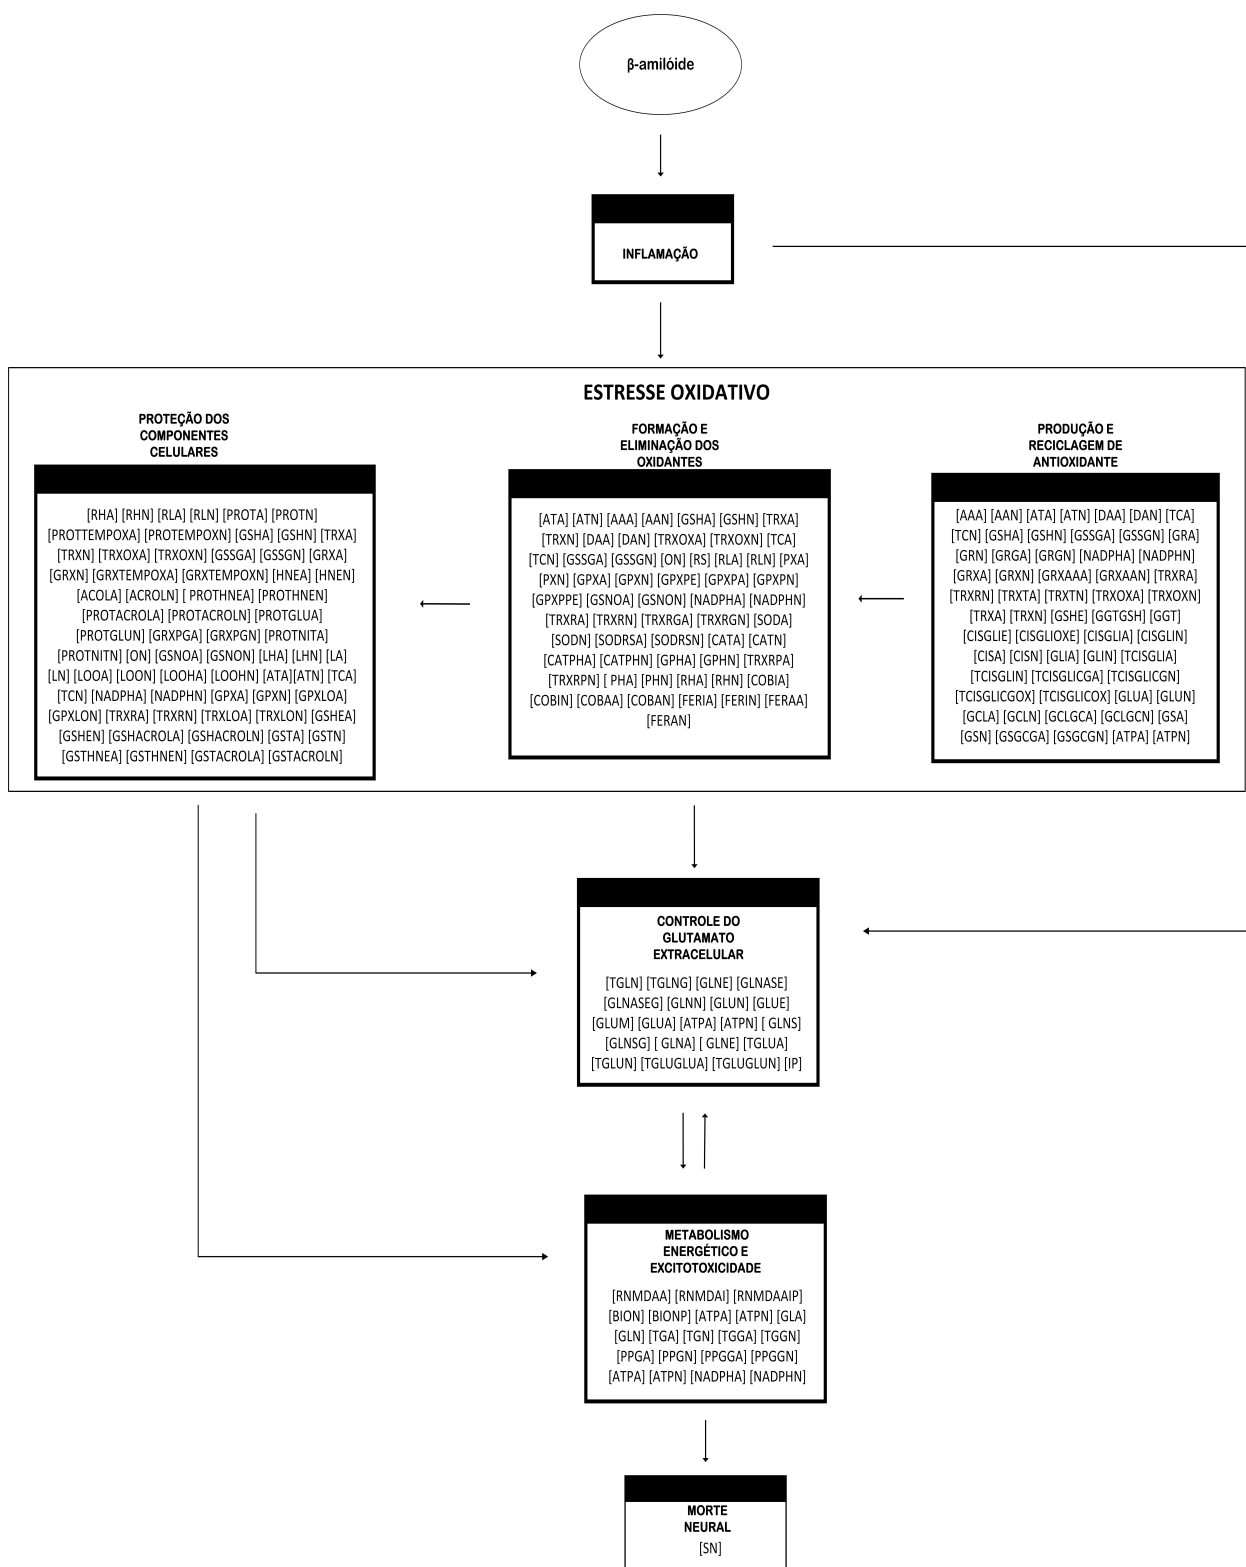 β-amilóide
INFLAMAÇÃO
ESTRESSE OXIDATIVO
PROTEÇÃO DOS
COMPONENTES
CELULARES
[RHA] [RHN] [RLA] [RLN] [PROTA] [PROTN]
[PROTTEMPOXA] [PROTEMPOXN] [GSHA] [GSHN] [TRXA]
[TRXN] [TRXOXA] [TRXOXN] [GSSGA] [GSSGN] [GRXA]
[GRXN] [GRXTEMPOXA] [GRXTEMPOXN] [HNEA] [HNEN]
[ACOLA] [ACROLN] [ PROTHNEA] [PROTHNEN]
[PROTACROLA] [PROTACROLN] [PROTGLUA]
[PROTGLUN] [GRXPGA] [GRXPGN] [PROTNITA]
[PROTNITN] [ON] [GSNOA] [GSNON] [LHA] [LHN] [LA]
[LN] [LOOA] [LOON] [LOOHA] [LOOHN] [ATA][ATN] [TCA]
[TCN] [NADPHA] [NADPHN] [GPXA] [GPXN] [GPXLOA]
[GPXLON] [TRXRA] [TRXRN] [TRXLOA] [TRXLON] [GSHEA]
[GSHEN] [GSHACROLA] [GSHACROLN] [GSTA] [GSTN]
[GSTHNEA] [GSTHNEN] [GSTACROLA] [GSTACROLN]
FORMAÇÃO E
ELIMINAÇÃO DOS
OXIDANTES
[ATA] [ATN] [AAA] [AAN] [GSHA] [GSHN] [TRXA]
[TRXN] [DAA] [DAN] [TRXOXA] [TRXOXN] [TCA]
[TCN] [GSSGA] [GSSGN] [ON] [RS] [RLA] [RLN] [PXA]
[PXN] [GPXA] [GPXN] [GPXPE] [GPXPA] [GPXPN]
[GPXPPE] [GSNOA] [GSNON] [NADPHA] [NADPHN]
[TRXRA] [TRXRN] [TRXRGA] [TRXRGN] [SODA]
[SODN] [SODRSA] [SODRSN] [CATA] [CATN]
[CATPHA] [CATPHN] [GPHA] [GPHN] [TRXRPA]
[TRXRPN] [ PHA] [PHN] [RHA] [RHN] [COBIA]
[COBIN] [COBAA] [COBAN] [FERIA] [FERIN] [FERAA]
[FERAN]
PRODUÇÃO E
RECICLAGEM DE
ANTIOXIDANTE
[AAA] [AAN] [ATA] [ATN] [DAA] [DAN] [TCA]
[TCN] [GSHA] [GSHN] [GSSGA] [GSSGN] [GRA]
[GRN] [GRGA] [GRGN] [NADPHA] [NADPHN]
[GRXA] [GRXN] [GRXAAA] [GRXAAN] [TRXRA]
[TRXRN] [TRXTA] [TRXTN] [TRXOXA] [TRXOXN]
[TRXA] [TRXN] [GSHE] [GGTGSH] [GGT]
[CISGLIE] [CISGLIOXE] [CISGLIA] [CISGLIN]
[CISA] [CISN] [GLIA] [GLIN] [TCISGLIA]
[TCISGLIN] [TCISGLICGA] [TCISGLICGN]
[TCISGLICGOX] [TCISGLICOX] [GLUA] [GLUN]
[GCLA] [GCLN] [GCLGCA] [GCLGCN] [GSA]
[GSN] [GSGCGA] [GSGCGN] [ATPA] [ATPN]
CONTROLE DO
GLUTAMATO
EXTRACELULAR
[TGLN] [TGLNG] [GLNE] [GLNASE]
[GLNASEG] [GLNN] [GLUN] [GLUE]
[GLUM] [GLUA] [ATPA] [ATPN] [ GLNS]
[GLNSG] [ GLNA] [ GLNE] [TGLUA]
[TGLUN] [TGLUGLUA] [TGLUGLUN] [IP]
METABOLISMO
ENERGÉTICO E
EXCITOTOXICIDADE
[RNMDAA] [RNMDAI] [RNMDAAIP]
[BION] [BIONP] [ATPA] [ATPN] [GLA]
[GLN] [TGA] [TGN] [TGGA] [TGGN]
[PPGA] [PPGN] [PPGGA] [PPGGN]
[ATPA] [ATPN] [NADPHA] [NADPHN]
MORTE
NEURAL
[SN]